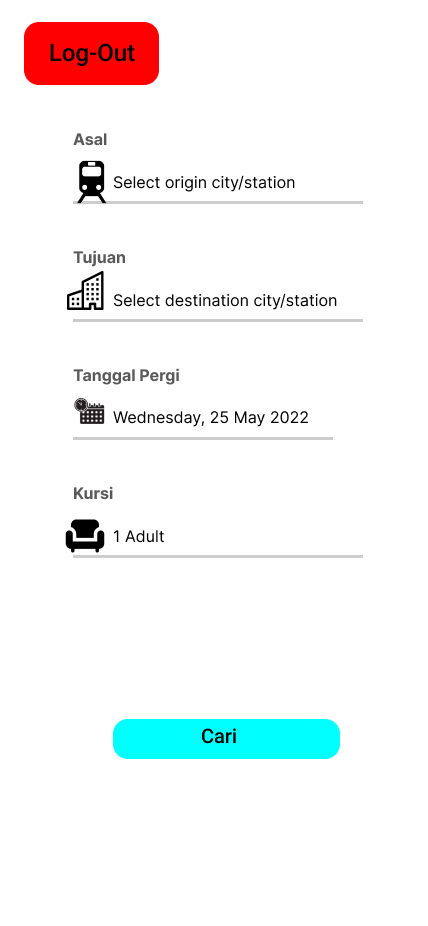 Log-Out
Asal
Select origin city/station
Tujuan
Select destination city/station
Tanggal Pergi
Wednesday, 25 May 2022
Kursi
1 Adult
Cari